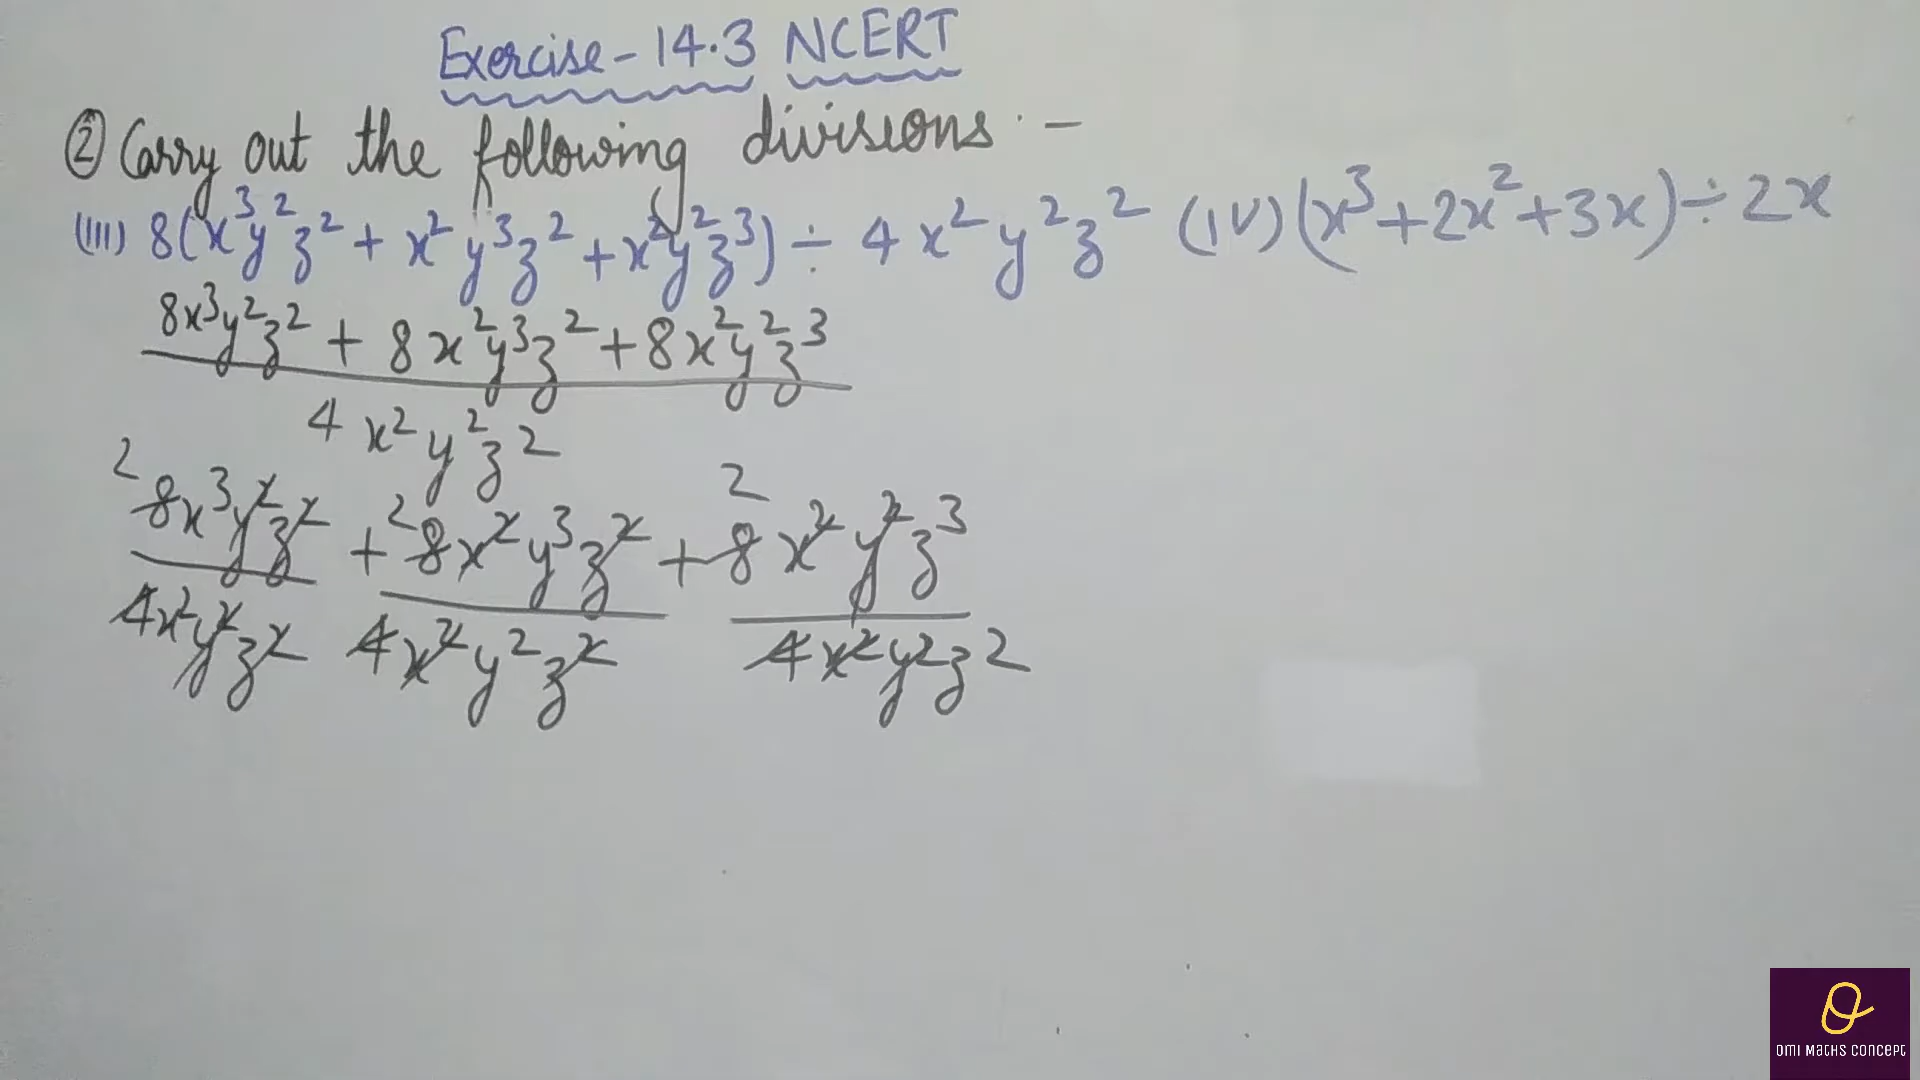 Exercise-14.3 NCERT
② Carry out the following divisions :-
(III) 8(x³y²z² + x²y³z² + x²y²z³) ÷ 4x²y²z² (IV) (x³+2x²+3x) ÷ 2x
8x³y²z² + 8x²y³z² + 8x²y²z³
4x²y²z²
2 2 2
8x³y²z² + 8x²y³z² + 8x²y²z³
4x²y²z² 4x²y²z² 4x²y²z²
OMI MATHS CONCEPT